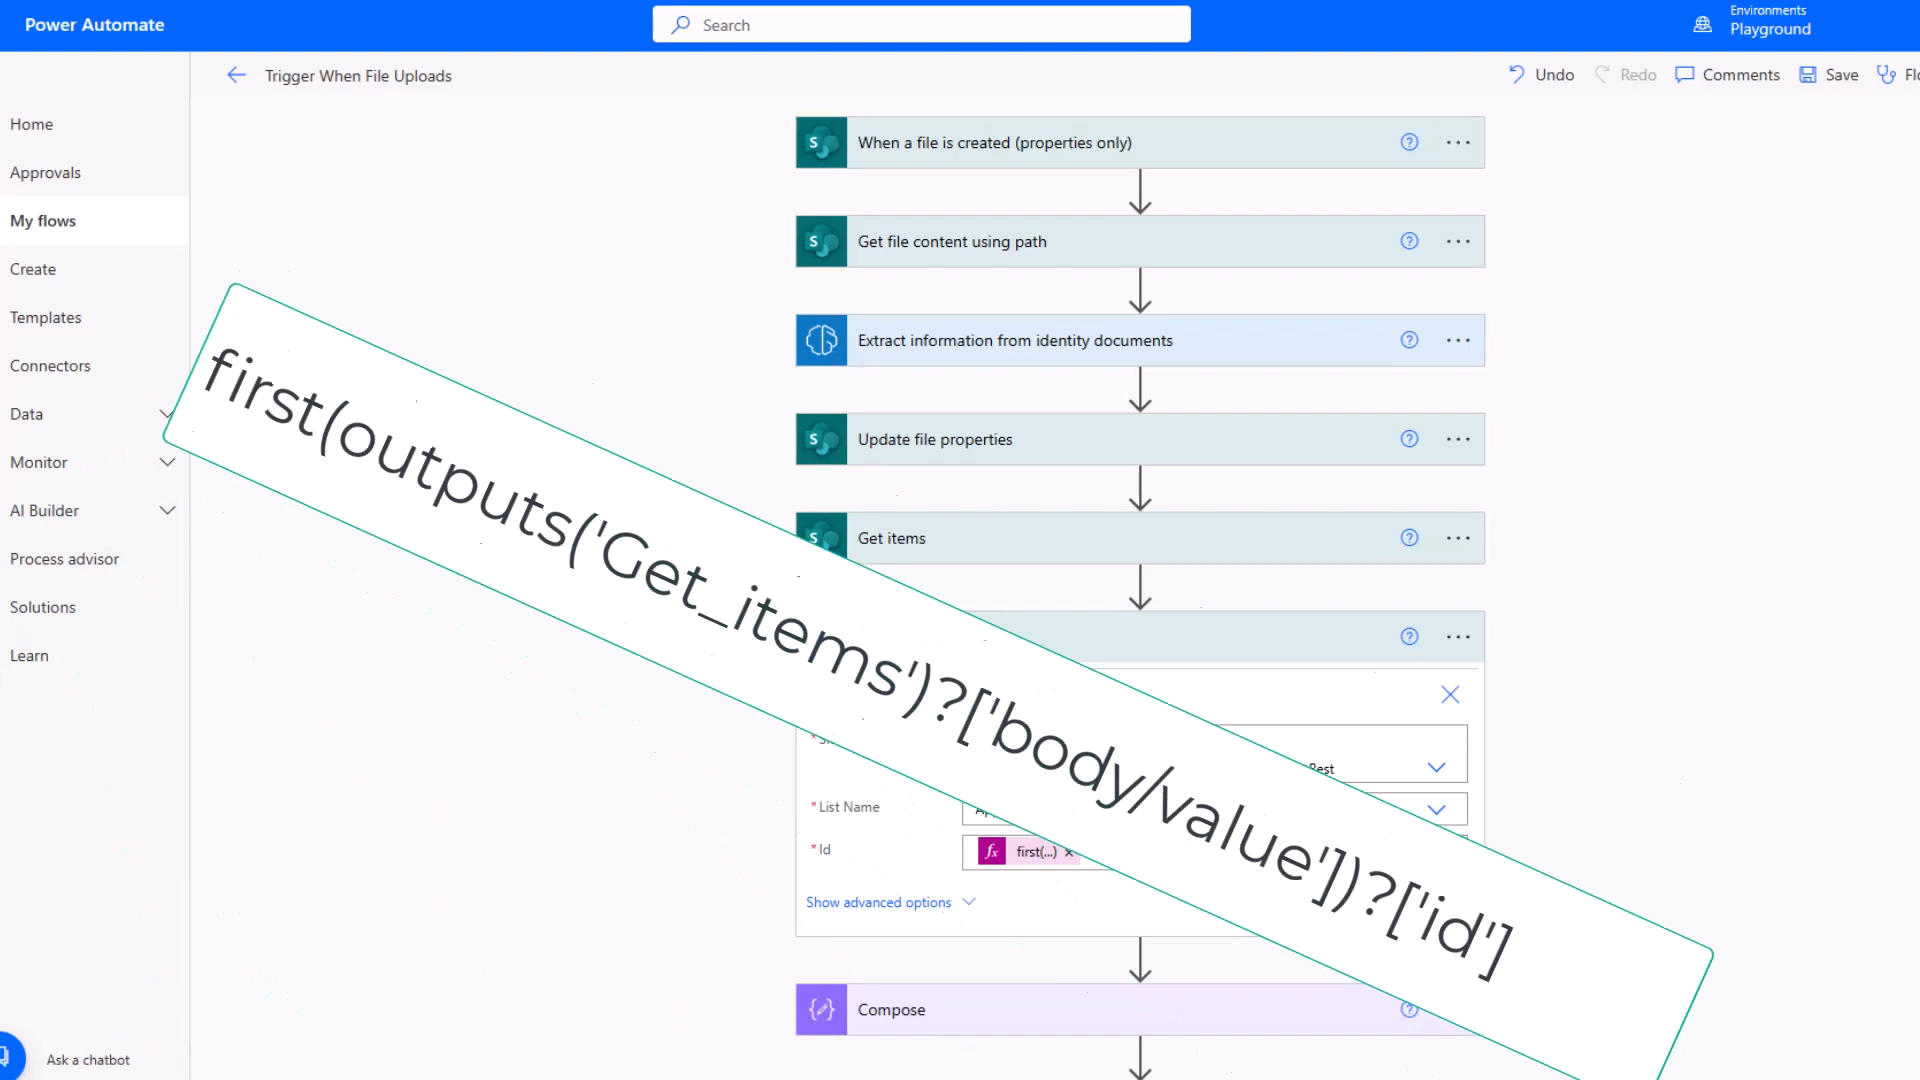 Power Automate
Search
Environments
Playground
Trigger When File Uploads
Undo
Redo
Comments
Save
Home
Approvals
My flows
Create
Templates
Connectors
Data
Monitor
AI Builder
Process advisor
Solutions
Learn
Ask a chatbot
When a file is created (properties only)
Get file content using path
Extract information from identity documents
Update file properties
Get items
first(outputs('Get_items')?['body/value'])?['id']
* List Name
* Id
fx first(...) ×
Show advanced options
Compose